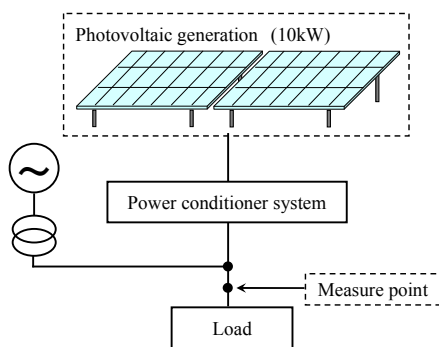 Photovoltaic generation (10kW)
~
Power conditioner system
Measure point
Load